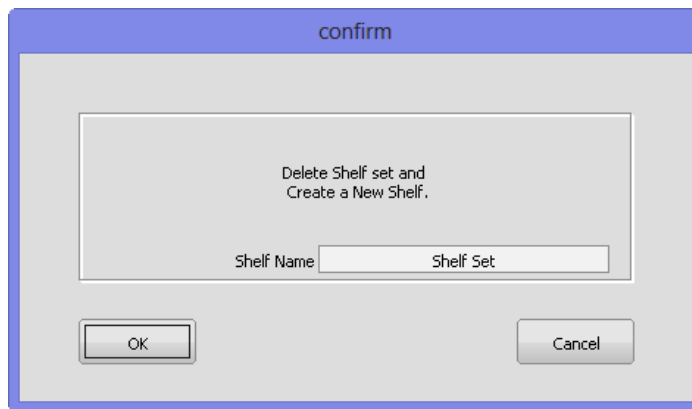 confirm
Delete Shelf set and
Create a New Shelf.
Shelf Name Shelf Set
OK Cancel